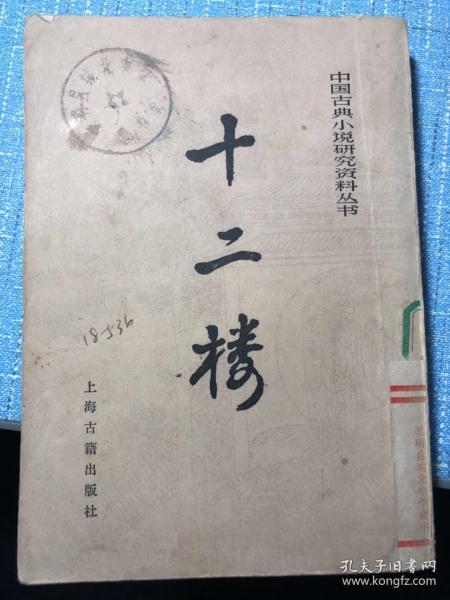 中国古典小说研究资料丛书
十二楼
18536
上海古籍出版社
孔夫子旧书网
www.kongfz.com